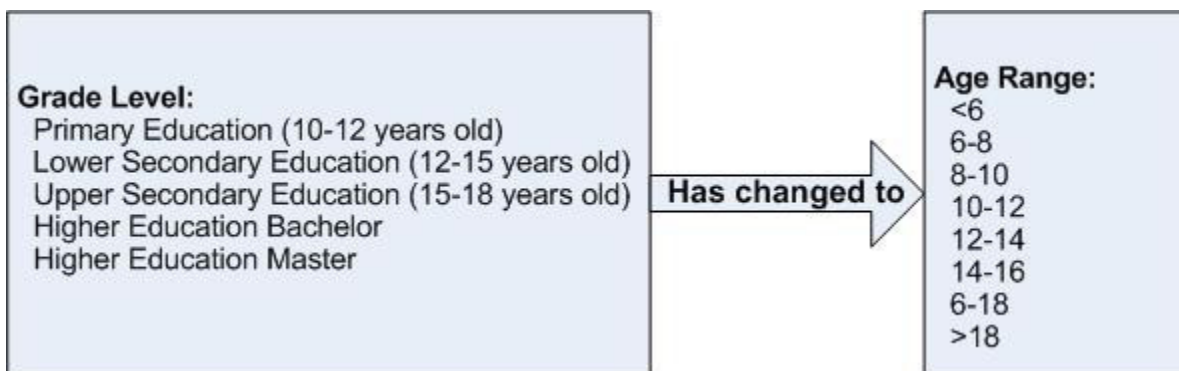 Grade Level:
Primary Education (10-12 years old)
Lower Secondary Education (12-15 years old)
Upper Secondary Education (15-18 years old)
Higher Education Bachelor
Higher Education Master
Has changed to
Age Range:
<6
6-8
8-10
10-12
12-14
14-16
6-18
>18